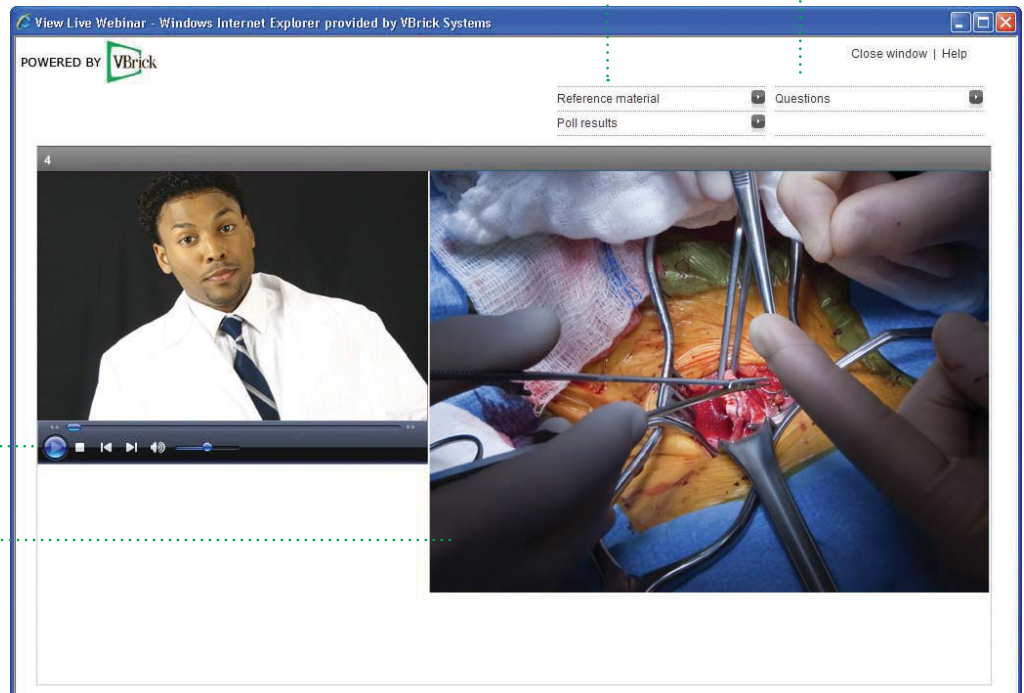 View Live Webinar - Windows Internet Explorer provided by VBrick Systems
POWERED BY VBrick
Close window | Help
Reference material
Questions
Poll results
4